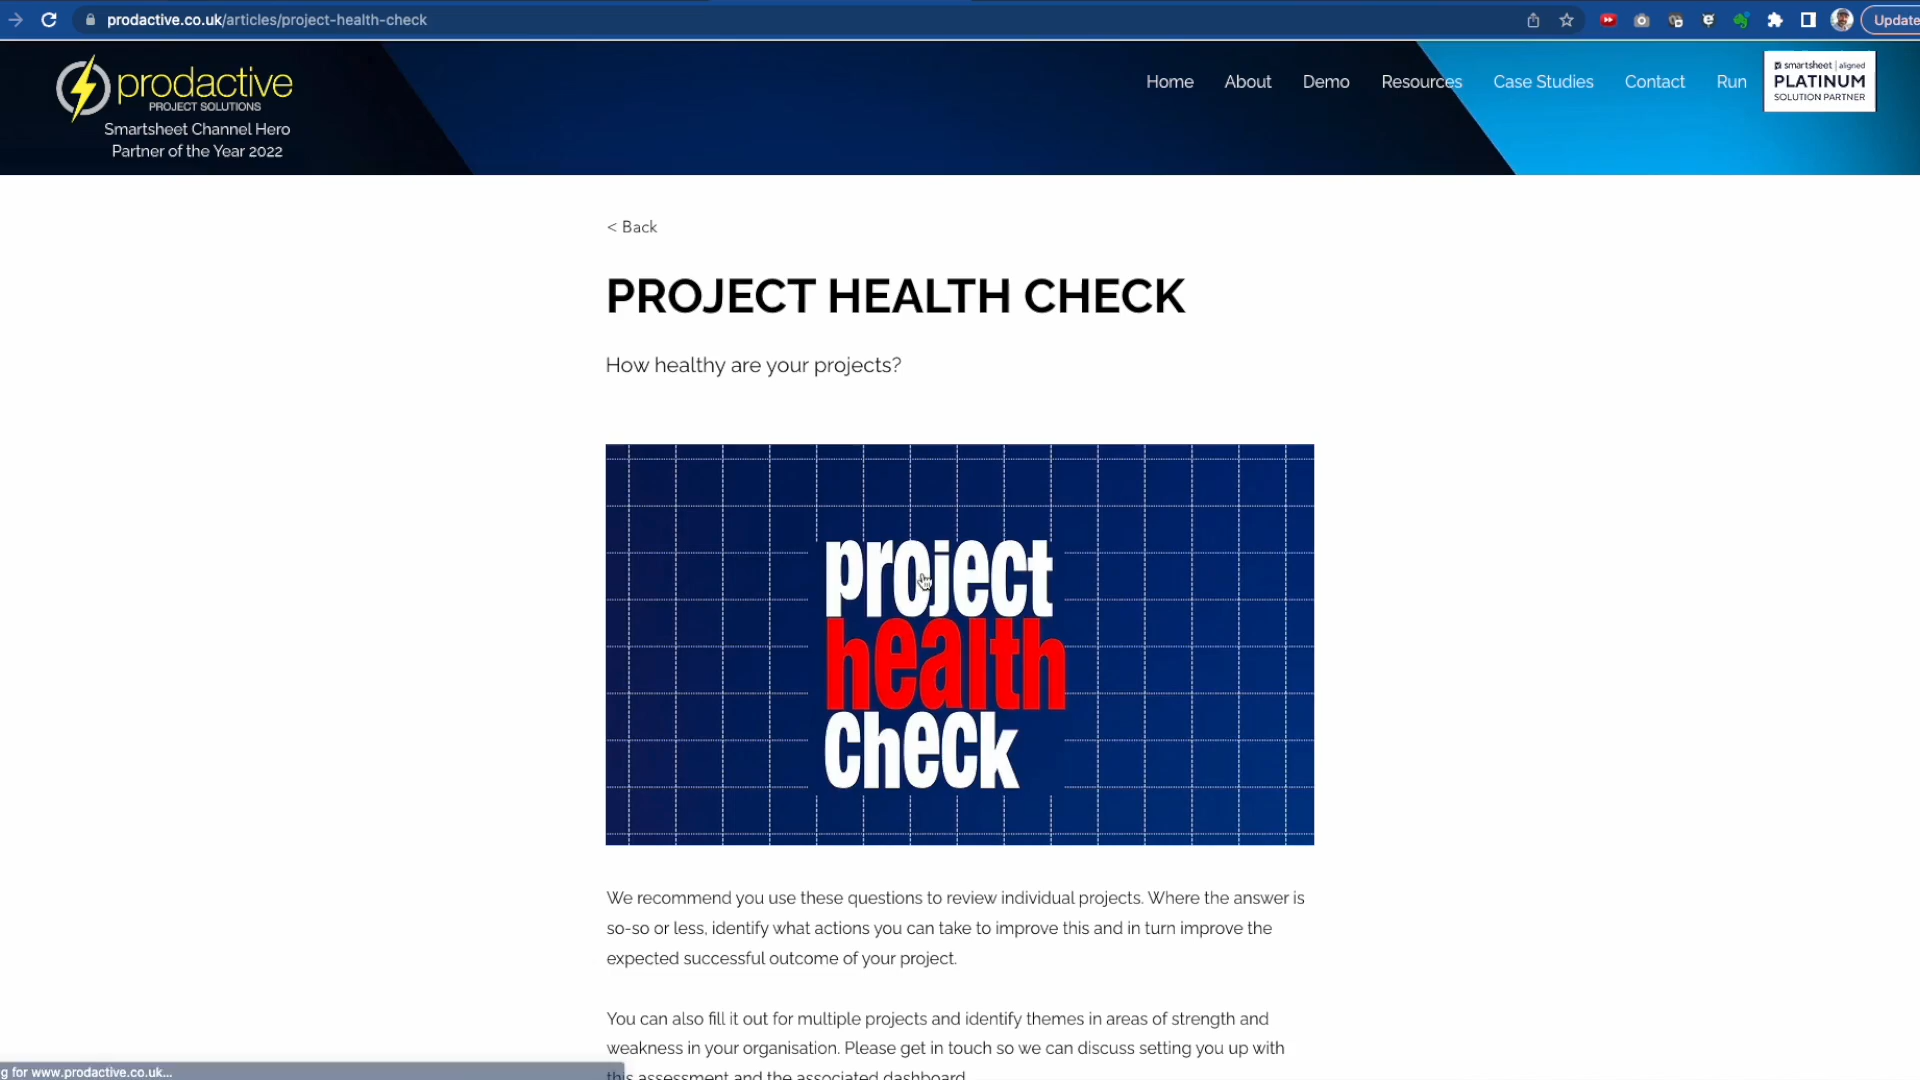 prodactive.co.uk/articles/project-health-check
Update
prodactive
PROJECT SOLUTIONS
Smartsheet Channel Hero
Partner of the Year 2022
Home About Demo Resources Case Studies Contact Run
smartsheet | aligned
PLATINUM
SOLUTION PARTNER
< Back
PROJECT HEALTH CHECK
How healthy are your projects?
project
health
check
We recommend you use these questions to review individual projects. Where the answer is
so-so or less, identify what actions you can take to improve this and in turn improve the
expected successful outcome of your project.
You can also fill it out for multiple projects and identify themes in areas of strength and
weakness in your organisation. Please get in touch so we can discuss setting you up with
this assessment and the associated dashboard
g for www.prodactive.co.uk...